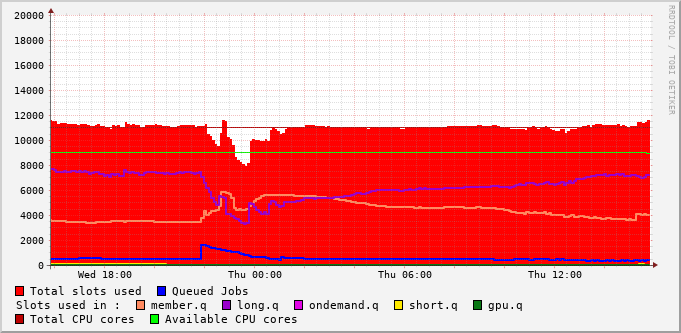 20000
18000
16000
14000
12000
10000
8000
6000
4000
2000
0
Wed 18:00 Thu 00:00 Thu 06:00 Thu 12:00
Total slots used Queued Jobs
Slots used in : member.q long.q ondemand.q short.q gpu.q
Total CPU cores Available CPU cores
RRDTOOL / TOBI OETIKER